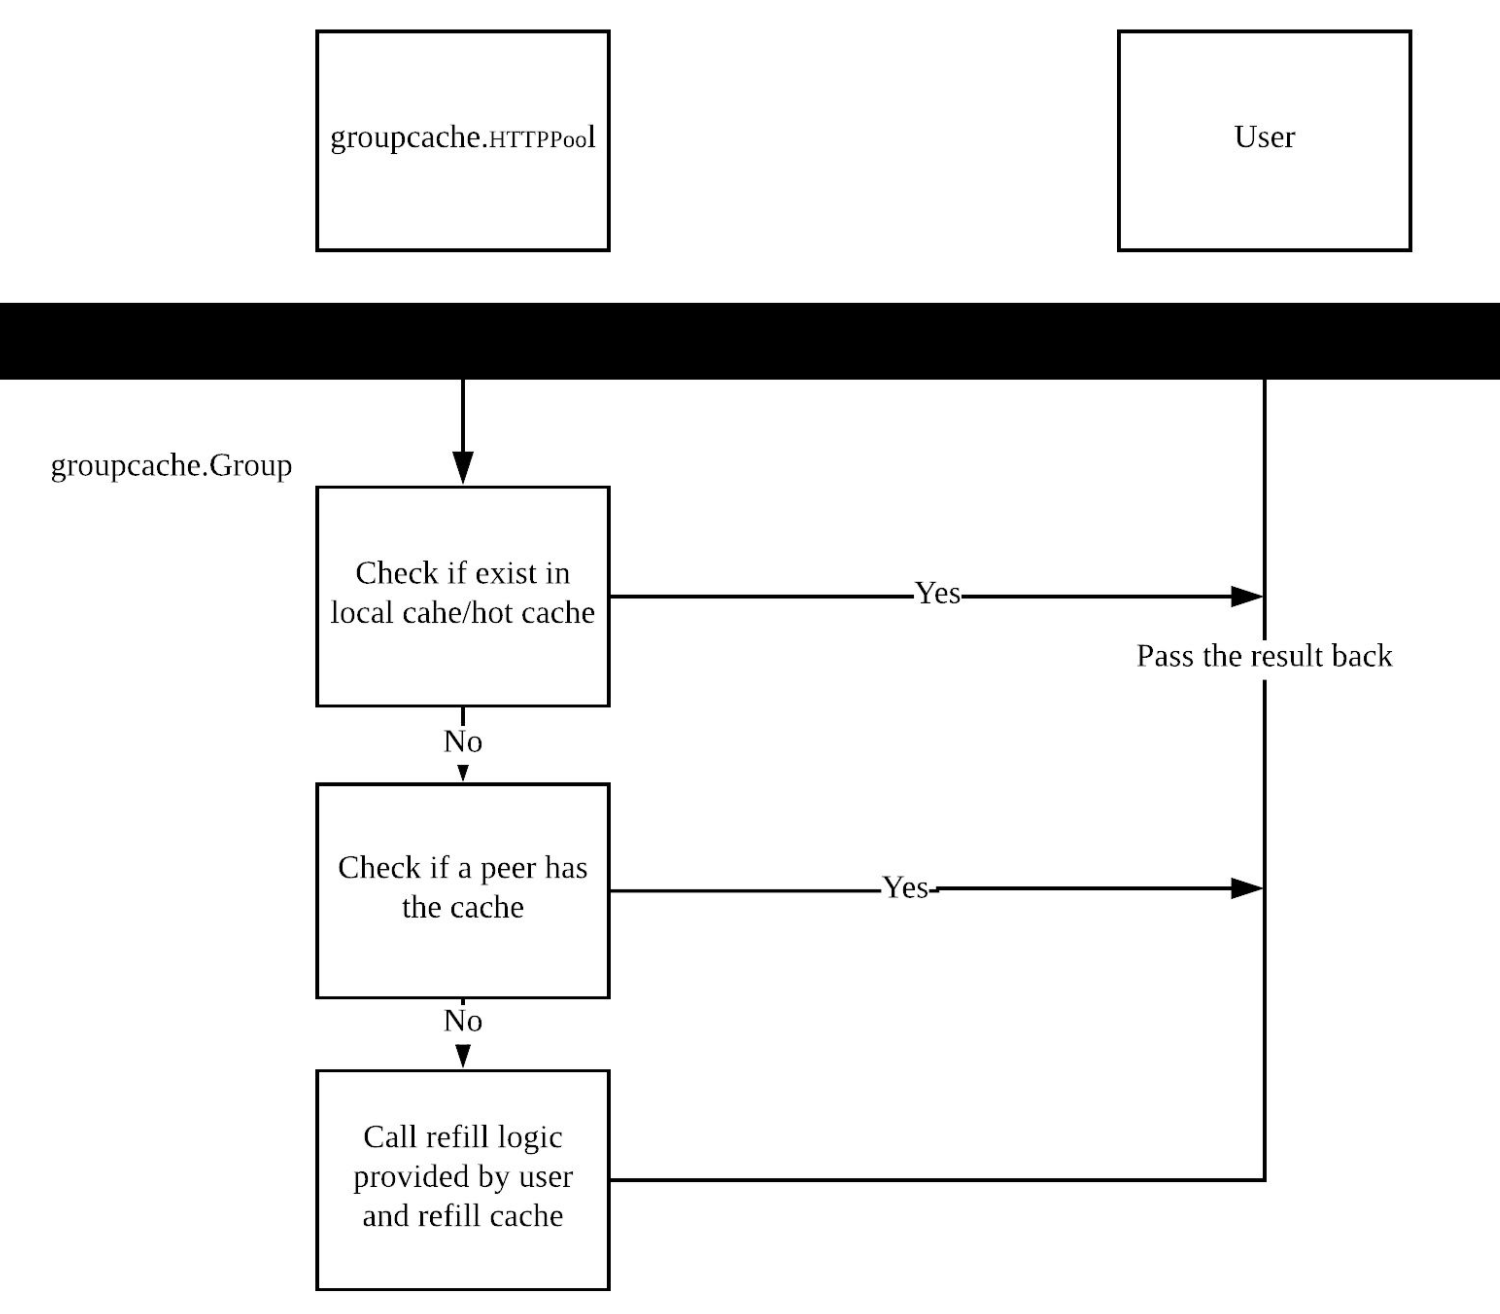 groupcache.HTTPPool
User
groupcache.Group
Check if exist in
local cahe/hot cache
Yes
Pass the result back
No
Check if a peer has
the cache
Yes
No
Call refill logic
provided by user
and refill cache